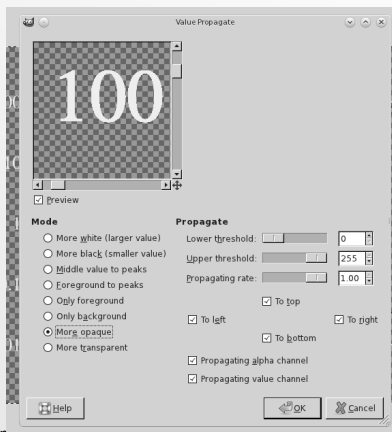 Value Propagate
100
Preview
Mode
More white (larger value)
More black (smaller value)
Middle value to peaks
Foreground to peaks
Only foreground
Only background
More opaque
More transparent
Propagate
Lower threshold: 0
Upper threshold: 255
Propagating rate: 1.00
To top
To left To right
To bottom
Propagating alpha channel
Propagating value channel
Help OK Cancel